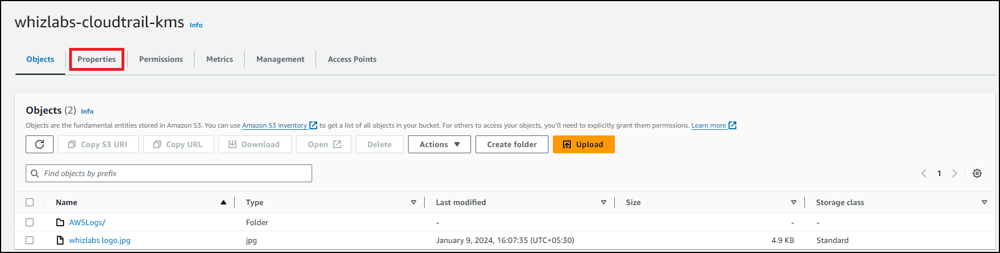 whizlabs-cloudtrail-kms Info
Objects Properties Permissions Metrics Management Access Points
Objects (2) Info
Objects are the fundamental entities stored in Amazon S3. You can use Amazon S3 inventory to get a list of all objects in your bucket. For others to access your objects, you'll need to explicitly grant them permissions. Learn more
Copy S3 URI Copy URL Download Open Delete Actions Create folder Upload
Find objects by prefix 1
Name Type Last modified Size Storage class
AWSLogs/ Folder - - -
whizlabs logo.jpg jpg January 9, 2024, 16:07:35 (UTC+05:30) 4.9 KB Standard